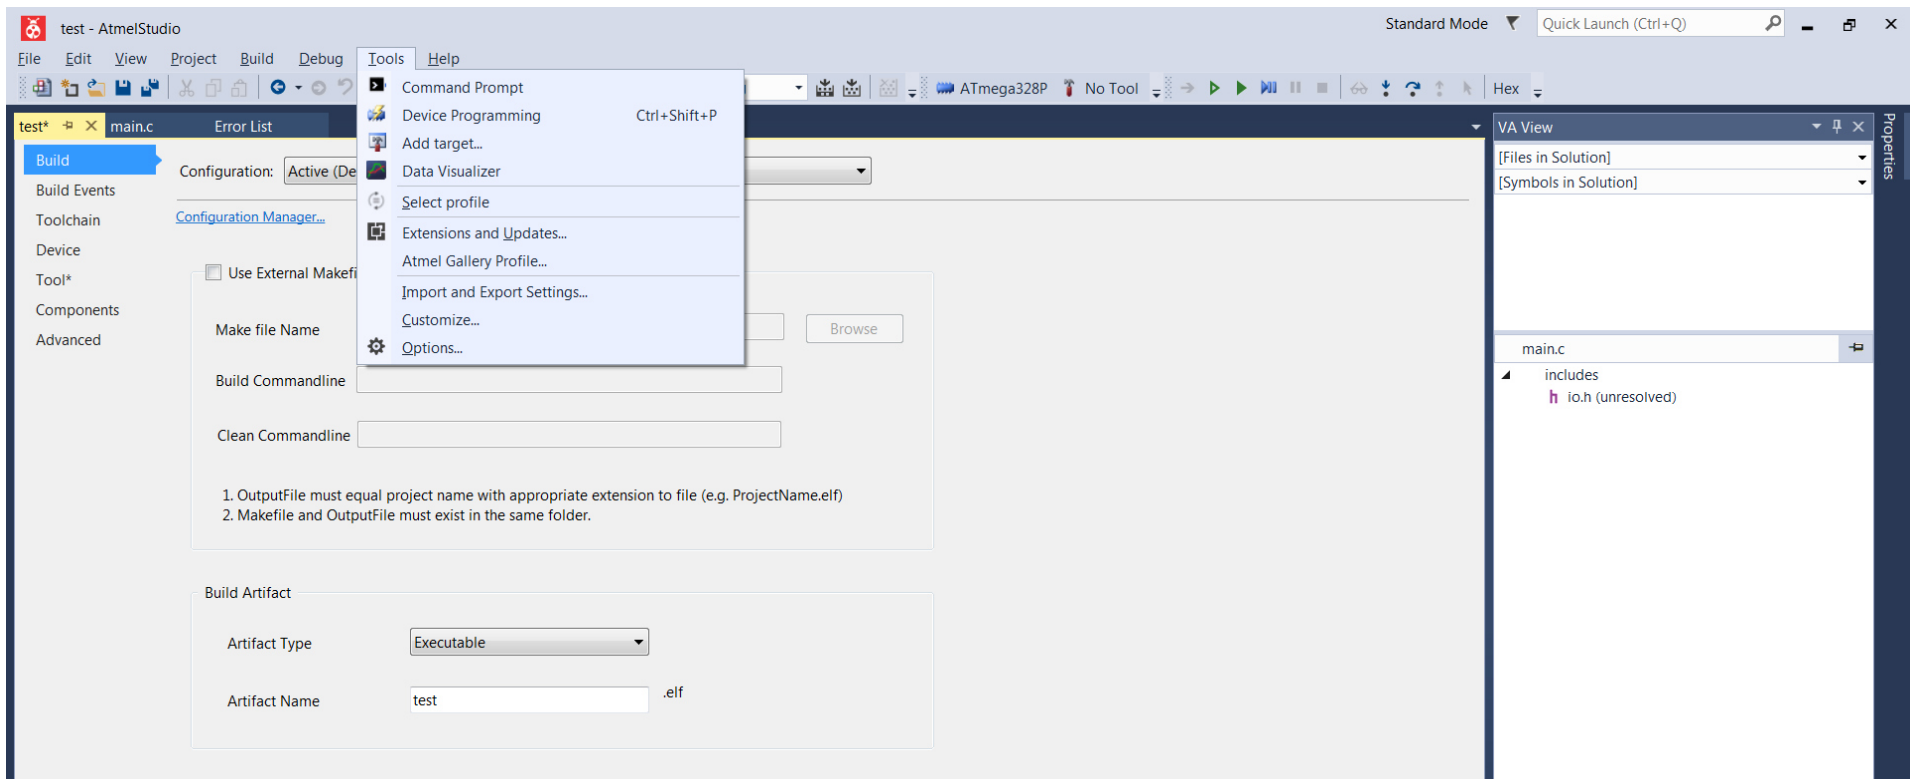 test - AtmelStudio
Standard Mode
Quick Launch (Ctrl+Q)
File Edit View Project Build Debug Tools Help
ATmega328P No Tool Hex
test* main.c Error List
Command Prompt
Device Programming Ctrl+Shift+P
Add target...
Data Visualizer
Select profile
Extensions and Updates...
Atmel Gallery Profile...
Import and Export Settings...
Customize...
Options...
Build
Build Events
Toolchain
Device
Tool*
Components
Advanced
Configuration: Active (De
Configuration Manager...
Use External Makefi
Make file Name Browse
Build Commandline
Clean Commandline
1. OutputFile must equal project name with appropriate extension to file (e.g. ProjectName.elf)
2. Makefile and OutputFile must exist in the same folder.
Build Artifact
Artifact Type Executable
Artifact Name test .elf
VA View
[Files in Solution]
[Symbols in Solution]
main.c
includes
h io.h (unresolved)
Properties